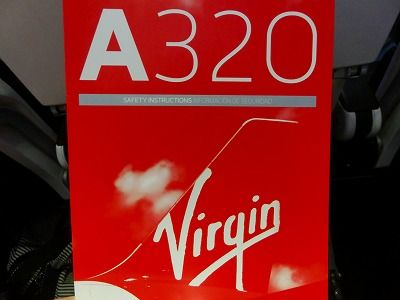 A320
SAFETY INSTRUCTIONS INFORMACIÓN DE SEGURIDAD
Virgin